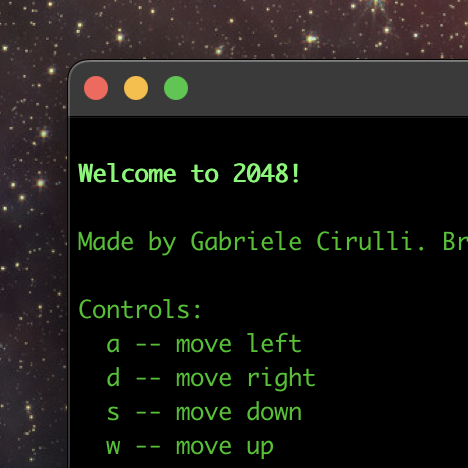 Welcome to 2048!
Made by Gabriele Cirulli. Br
Controls:
a -- move left
d -- move right
s -- move down
w -- move up